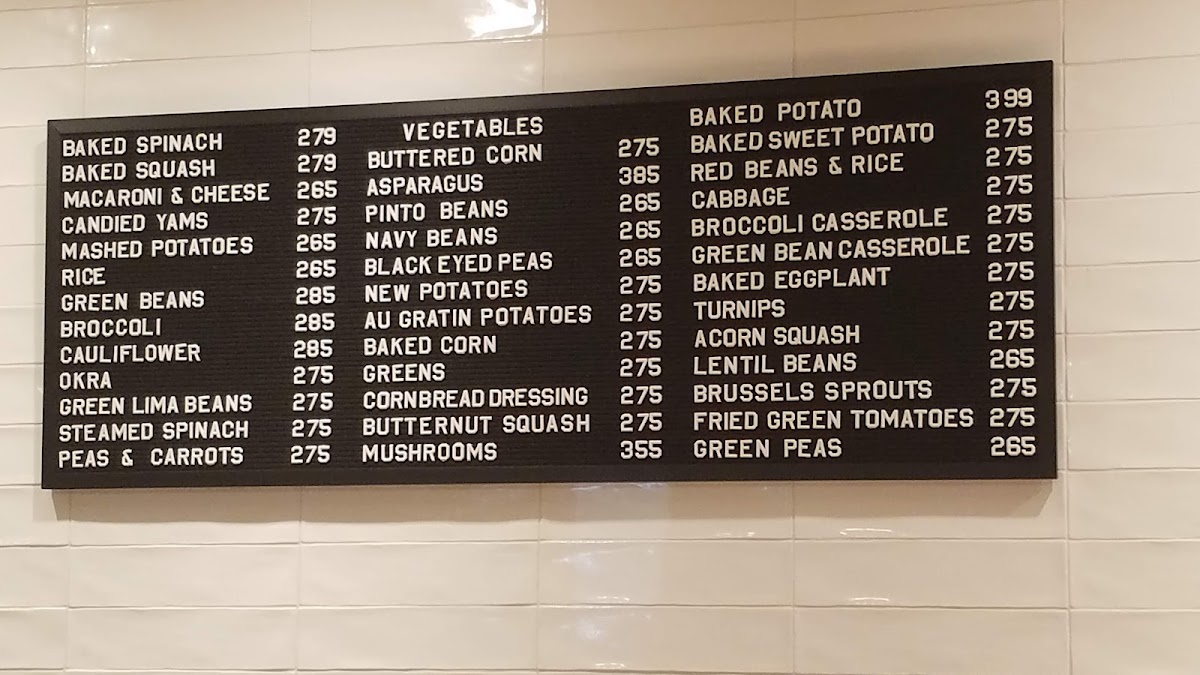 BAKED SPINACH 279
BAKED SQUASH 279
MACARONI & CHEESE 265
CANDIED YAMS 275
MASHED POTATOES 265
RICE 265
GREEN BEANS 285
BROCCOLI 285
CAULIFLOWER 285
OKRA 275
GREEN LIMA BEANS 275
STEAMED SPINACH 275
PEAS & CARROTS 275
VEGETABLES
BUTTERED CORN 275
ASPARAGUS 385
PINTO BEANS 265
NAVY BEANS 265
BLACK EYED PEAS 265
NEW POTATOES 275
AU GRATIN POTATOES 275
BAKED CORN 275
GREENS 275
CORNBREAD DRESSING 275
BUTTERNUT SQUASH 275
MUSHROOMS 355
BAKED POTATO 399
BAKED SWEET POTATO 275
RED BEANS & RICE 275
CABBAGE 275
BROCCOLI CASSEROLE 275
GREEN BEAN CASSEROLE 275
BAKED EGGPLANT 275
TURNIPS 275
ACORN SQUASH 275
LENTIL BEANS 265
BRUSSELS SPROUTS 275
FRIED GREEN TOMATOES 275
GREEN PEAS 265